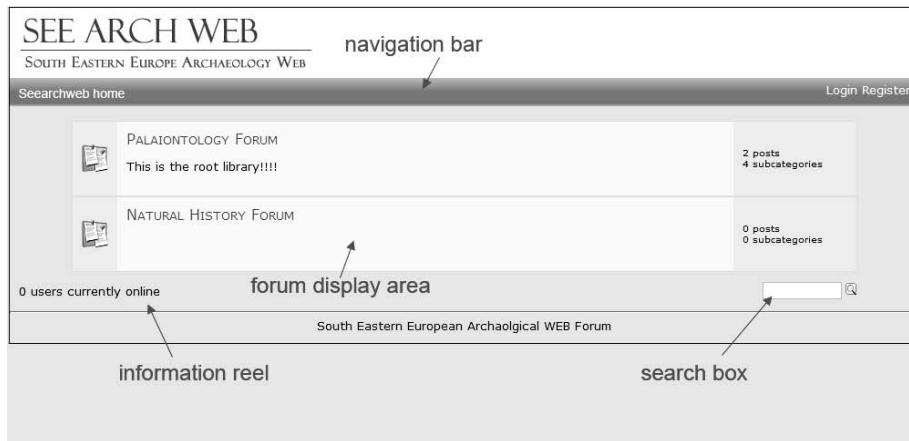 SEE ARCH WEB
SOUTH EASTERN EUROPE ARCHAEOLOGY WEB
navigation bar
Seearchweb home
Login Register
PALAIONTOLOGY FORUM
This is the root library!!!!
2 posts
4 subcategories
NATURAL HISTORY FORUM
0 posts
0 subcategories
forum display area
0 users currently online
South Eastern European Archaolgical WEB Forum
information reel
search box